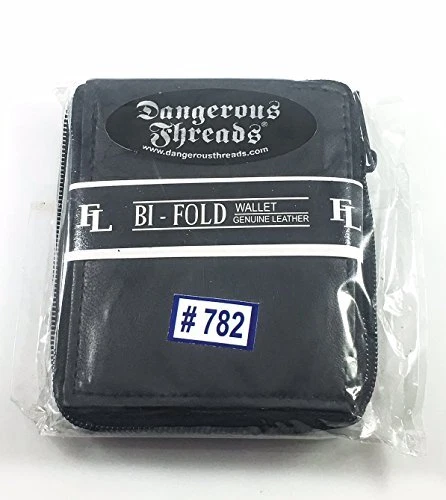 Dangerous
Threads®
www.dangerousthreads.com
FL
BI - FOLD
WALLET
GENUINE LEATHER
FL
# 782